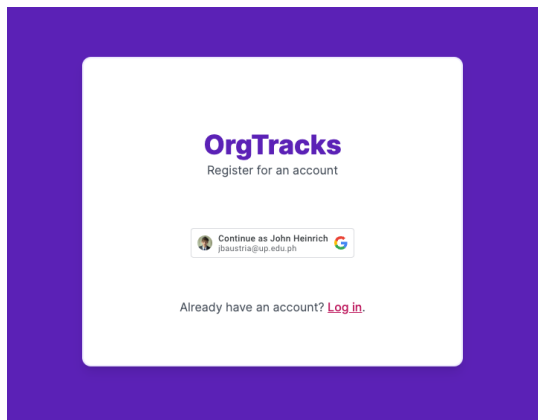 OrgTracks
Register for an account
Continue as John Heinrich
jbaustria@up.edu.ph
Already have an account? Log in.